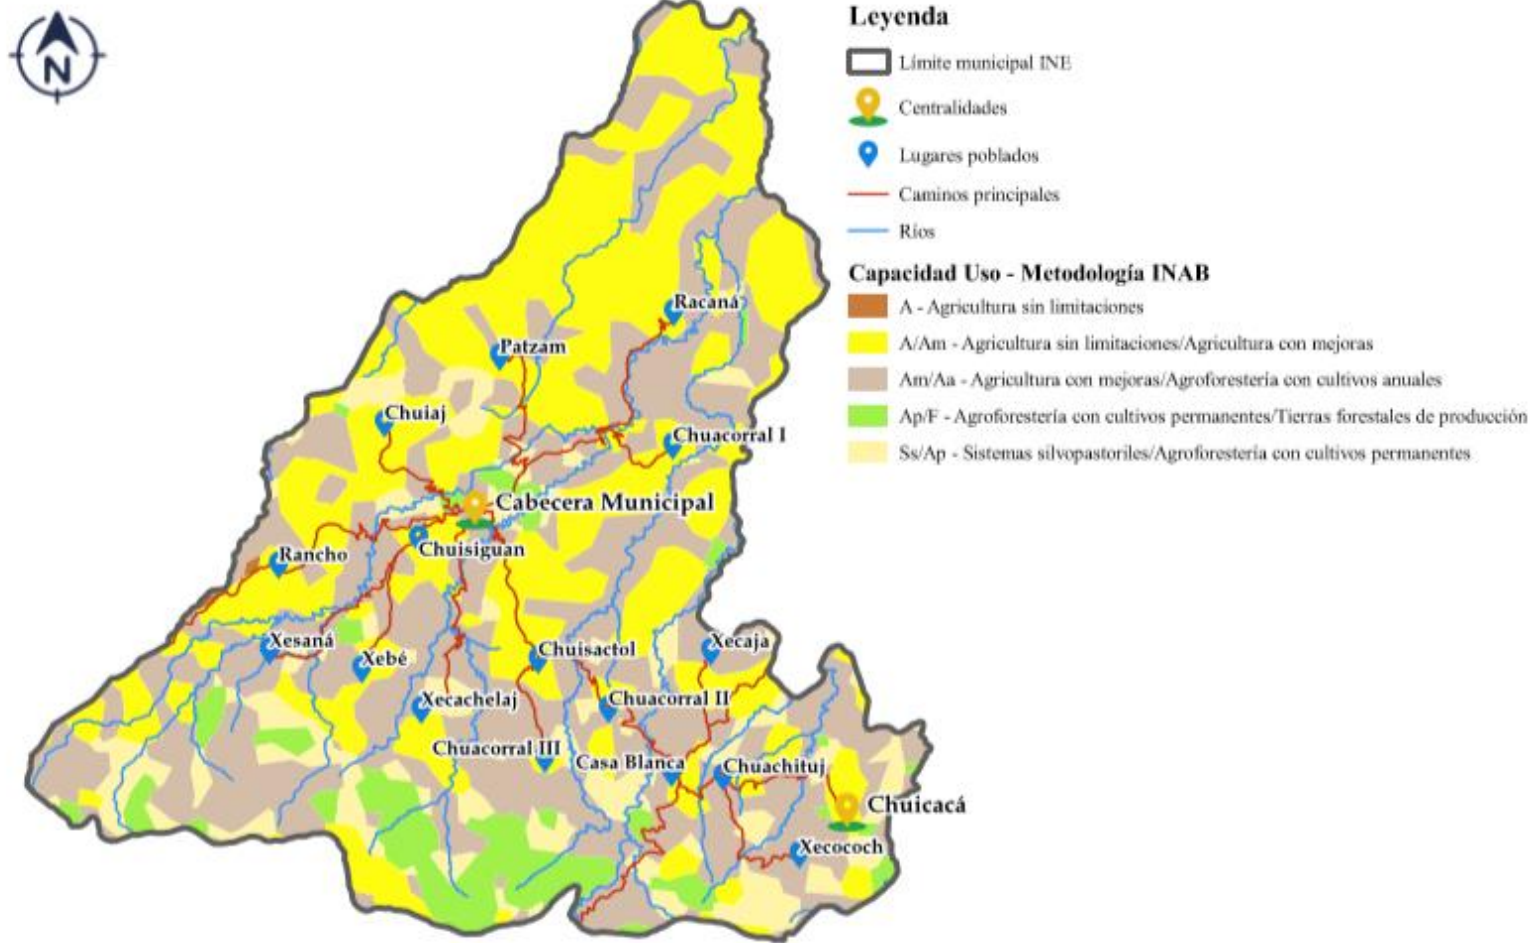 N
Leyenda
Límite municipal INE
Centralidades
Lugares poblados
Caminos principales
Ríos
Capacidad Uso - Metodología INAB
A - Agricultura sin limitaciones
A/Am - Agricultura sin limitaciones/Agricultura con mejoras
Am/Aa - Agricultura con mejoras/Agroforestería con cultivos anuales
Ap/F - Agroforestería con cultivos permanentes/Tierras forestales de producción
Ss/Ap - Sistemas silvopastoriles/Agroforestería con cultivos permanentes
Racaná
Patzam
Chuiaj
Chuacorral I
Cabecera Municipal
Chuisiguan
Rancho
Xesaná
Xebé
Chuisactol
Xecaja
Xecachelaj
Chuacorral II
Chuacorral III
Casa Blanca
Chuachituj
Chuicacá
Xecococh